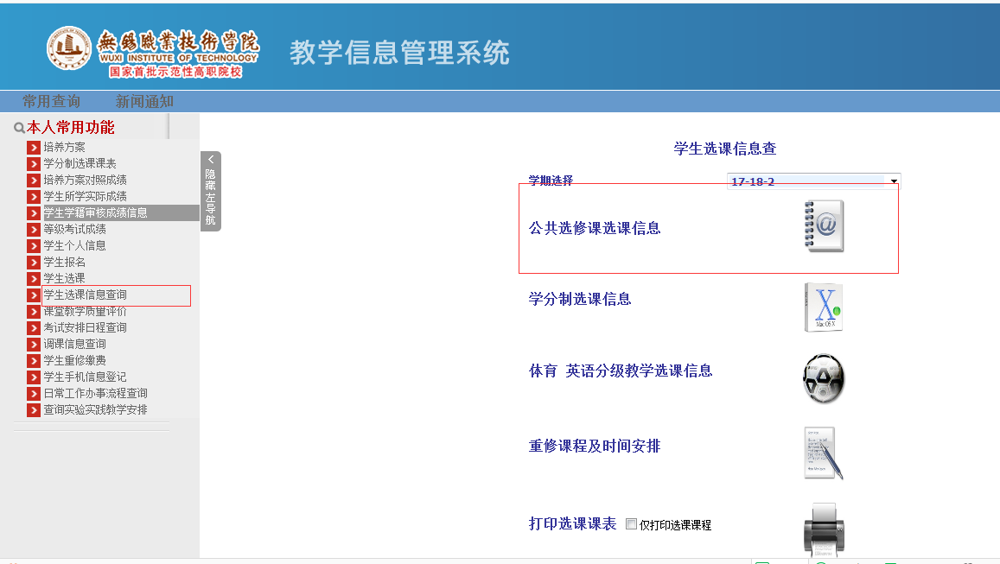 無錫職業技術學院
WUXI INSTITUTE OF TECHNOLOGY
国家首批示范性高职院校
教学信息管理系统
常用查询 新闻通知
本人常用功能
培养方案
学分制选课课表
培养方案对照成绩
学生所学实际成绩
学生学籍审核成绩信息
等级考试成绩
学生个人信息
学生报名
学生选课
学生选课信息查询
课堂教学质量评价
考试安排日程查询
调课信息查询
学生重修缴费
学生手机信息登记
日常工作办事流程查询
查询实验实践教学安排
隐藏左导航
学生选课信息查
学期选择 17-18-2
公共选修课选课信息
@
学分制选课信息
X
Mac OS X
体育 英语分级教学选课信息
重修课程及时间安排
打印选课课表 仅打印选课课程